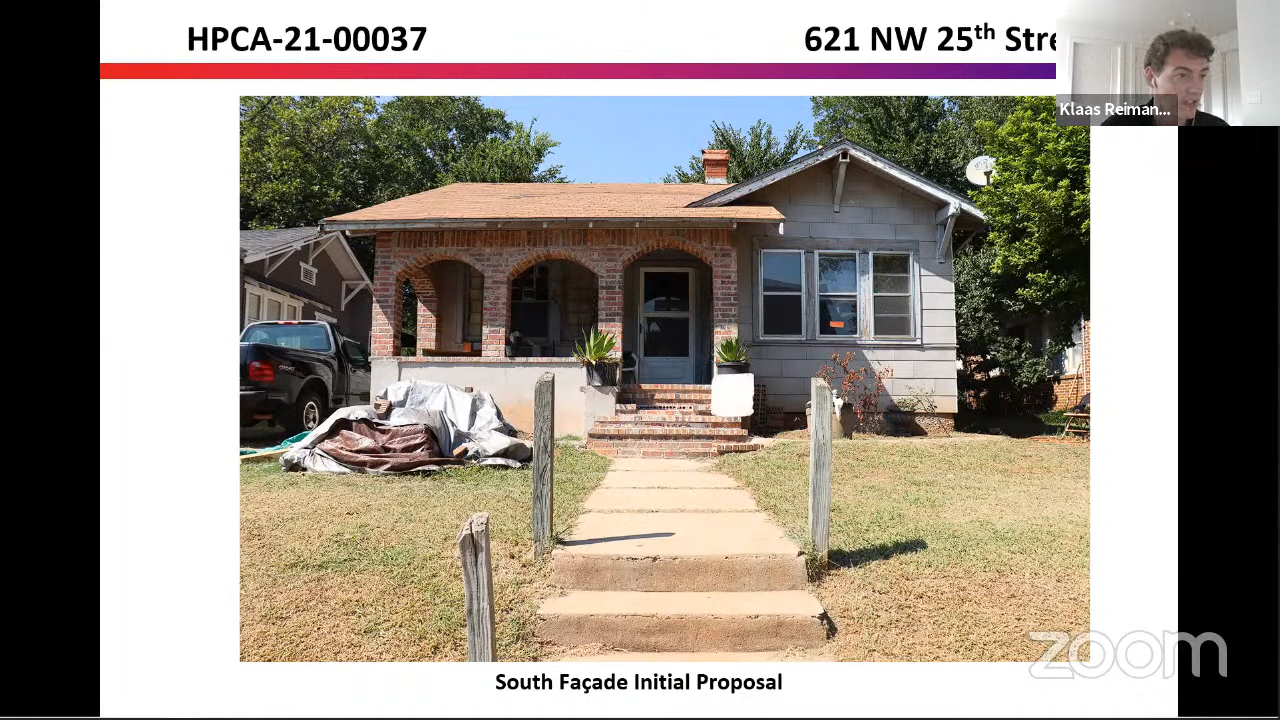 HPCA-21-00037
621 NW 25th Stre
Klaas Reiman...
South Façade Initial Proposal
zoom